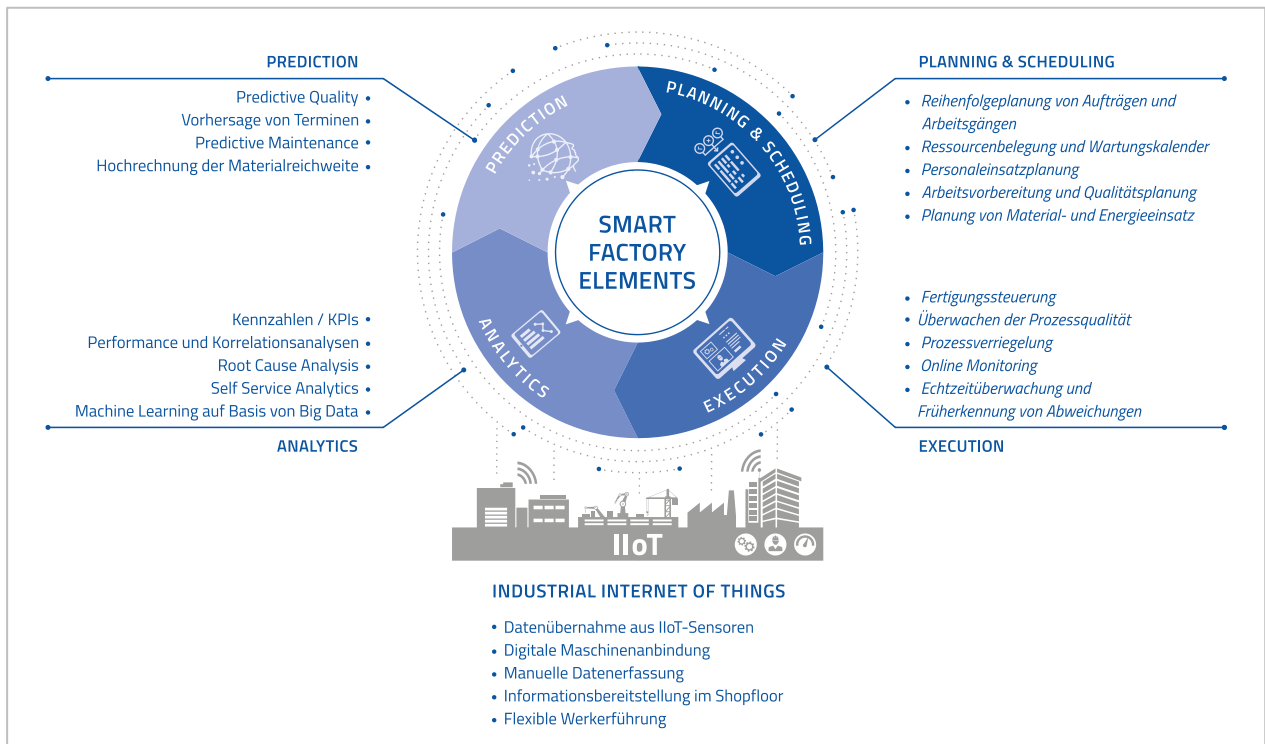 PREDICTION
• Predictive Quality
• Vorhersage von Terminen
• Predictive Maintenance
• Hochrechnung der Materialreichweite
PLANNING & SCHEDULING
• Reihenfolgeplanung von Aufträgen und
Arbeitsgängen
• Ressourcenbelegung und Wartungskalender
• Personaleinsatzplanung
• Arbeitsvorbereitung und Qualitätsplanung
• Planung von Material- und Energieeinsatz
PREDICTION
PLANNING & SCHEDULING
SMART
FACTORY
ELEMENTS
ANALYTICS
EXECUTION
• Kennzahlen / KPIs
• Performance und Korrelationsanalysen
• Root Cause Analysis
• Self Service Analytics
• Machine Learning auf Basis von Big Data
ANALYTICS
• Fertigungssteuerung
• Überwachen der Prozessqualität
• Prozessverriegelung
• Online Monitoring
• Echtzeitüberwachung und
Früherkennung von Abweichungen
EXECUTION
IIoT
INDUSTRIAL INTERNET OF THINGS
• Datenübernahme aus IIoT-Sensoren
• Digitale Maschinenanbindung
• Manuelle Datenerfassung
• Informationsbereitstellung im Shopfloor
• Flexible Werkerführung